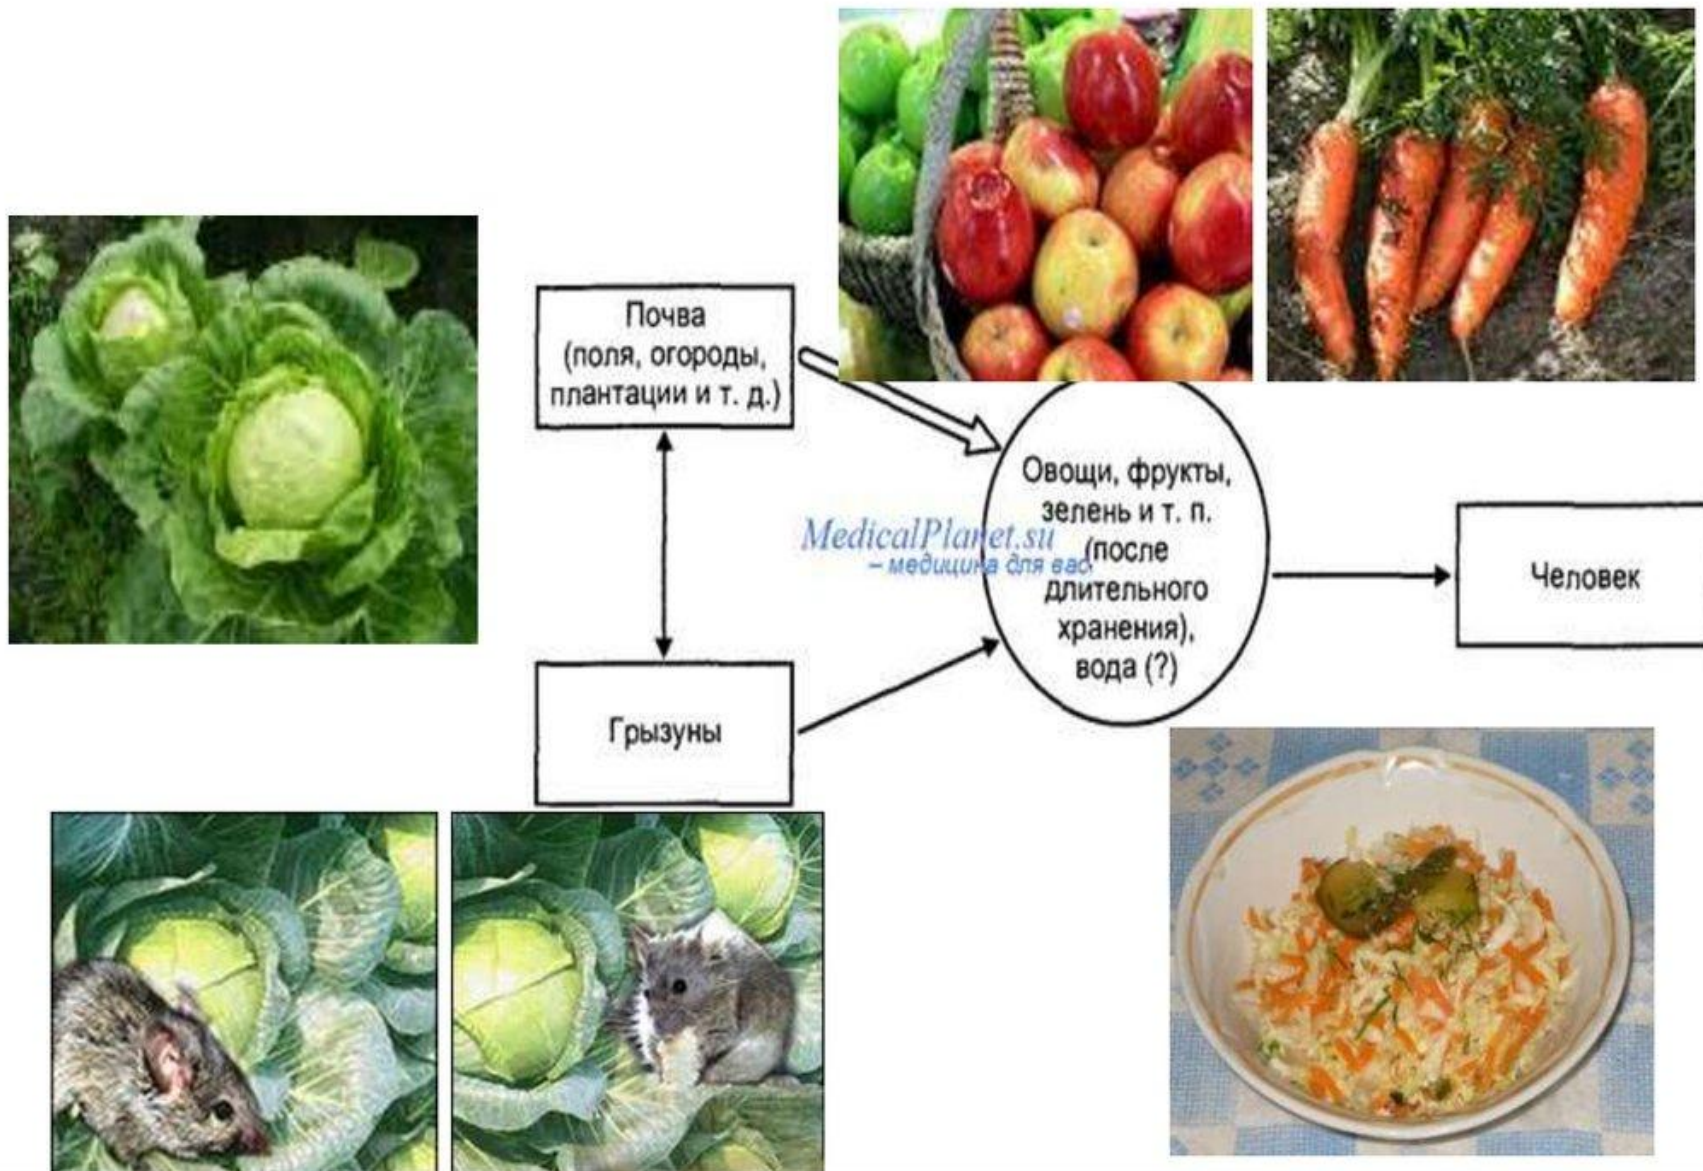 Почва
(поля, огороды,
плантации и т. д.)
Овощи, фрукты,
зелень и т. п.
(после
длительного
хранения),
вода (?)
MedicalPlanet.su
– медицина для вас
Человек
Грызуны